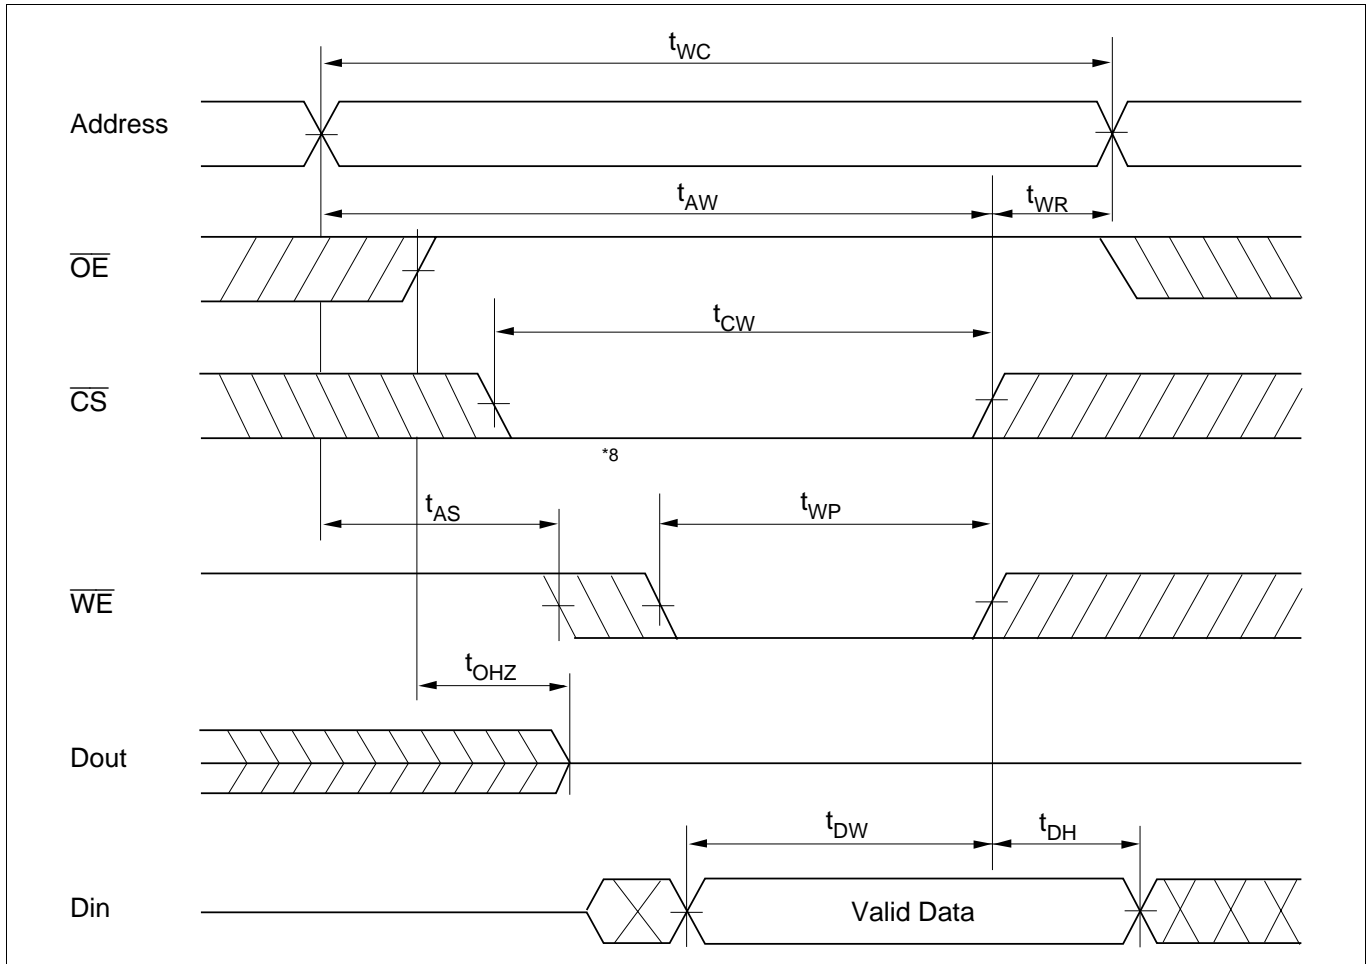 tWC
Address
tAW
tWR
OE
tCW
CS
*8
tAS
tWP
WE
tOHZ
Dout
tDW
tDH
Din
Valid Data